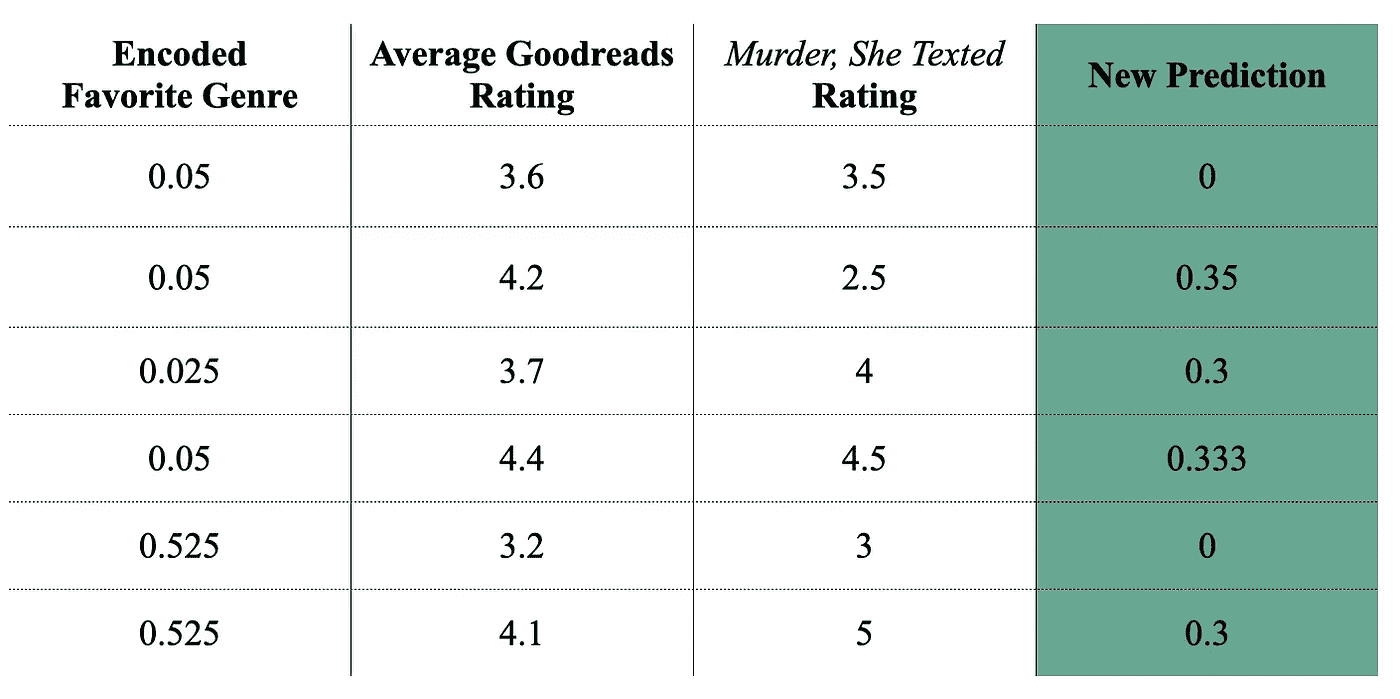 Encoded Favorite Genre | Average Goodreads Rating | Murder, She Texted Rating | New Prediction
0.05 | 3.6 | 3.5 | 0
0.05 | 4.2 | 2.5 | 0.35
0.025 | 3.7 | 4 | 0.3
0.05 | 4.4 | 4.5 | 0.333
0.525 | 3.2 | 3 | 0
0.525 | 4.1 | 5 | 0.3